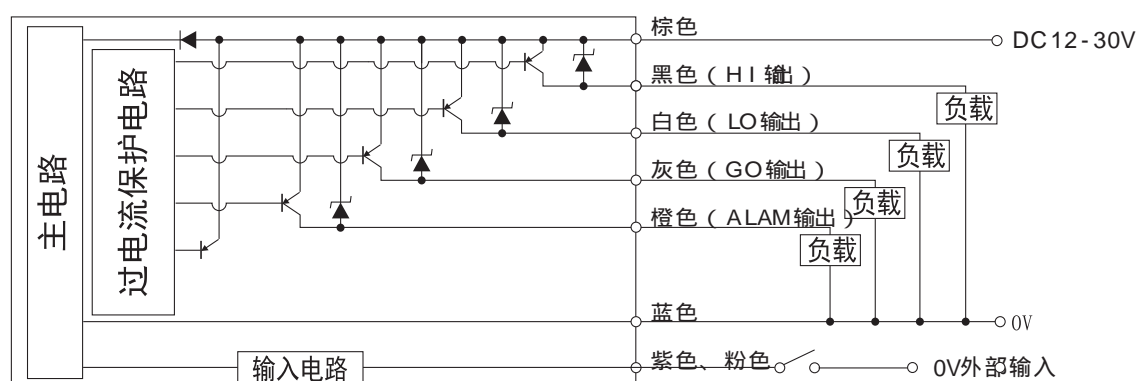 棕色
DC12-30V
黑色(HI输出)
负载
白色(LO输出)
负载
灰色(GO输出)
负载
橙色(ALAM输出)
负载
主电路
过电流保护电路
蓝色
0V
输入电路
紫色、粉色
0V外部输入